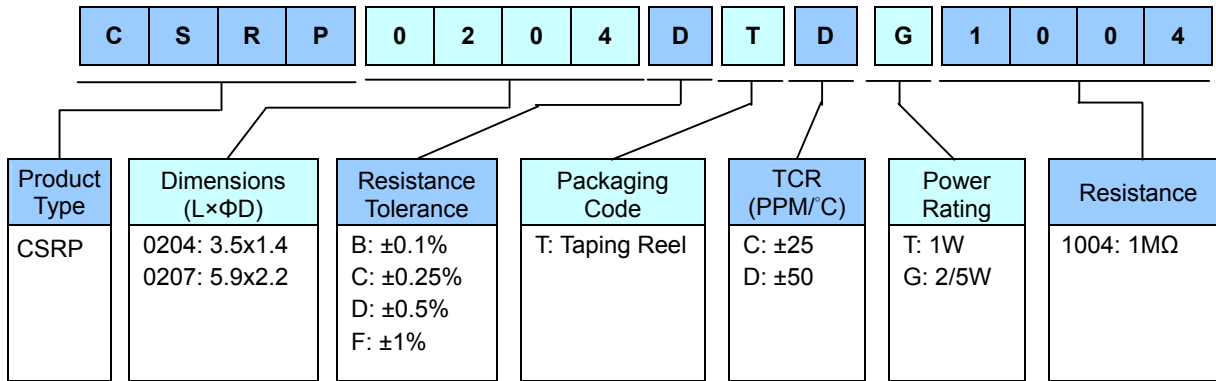 C S R P 0 2 0 4 D T D G 1 0 0 4
Product
Type
CSRP
Dimensions
(L×ΦD)
0204: 3.5x1.4
0207: 5.9x2.2
Resistance
Tolerance
B: ±0.1%
C: ±0.25%
D: ±0.5%
F: ±1%
Packaging
Code
T: Taping Reel
TCR
(PPM/°C)
C: ±25
D: ±50
Power
Rating
T: 1W
G: 2/5W
Resistance
1004: 1MΩ